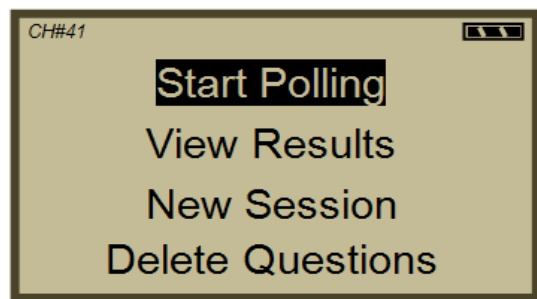 CH#41
Start Polling
View Results
New Session
Delete Questions